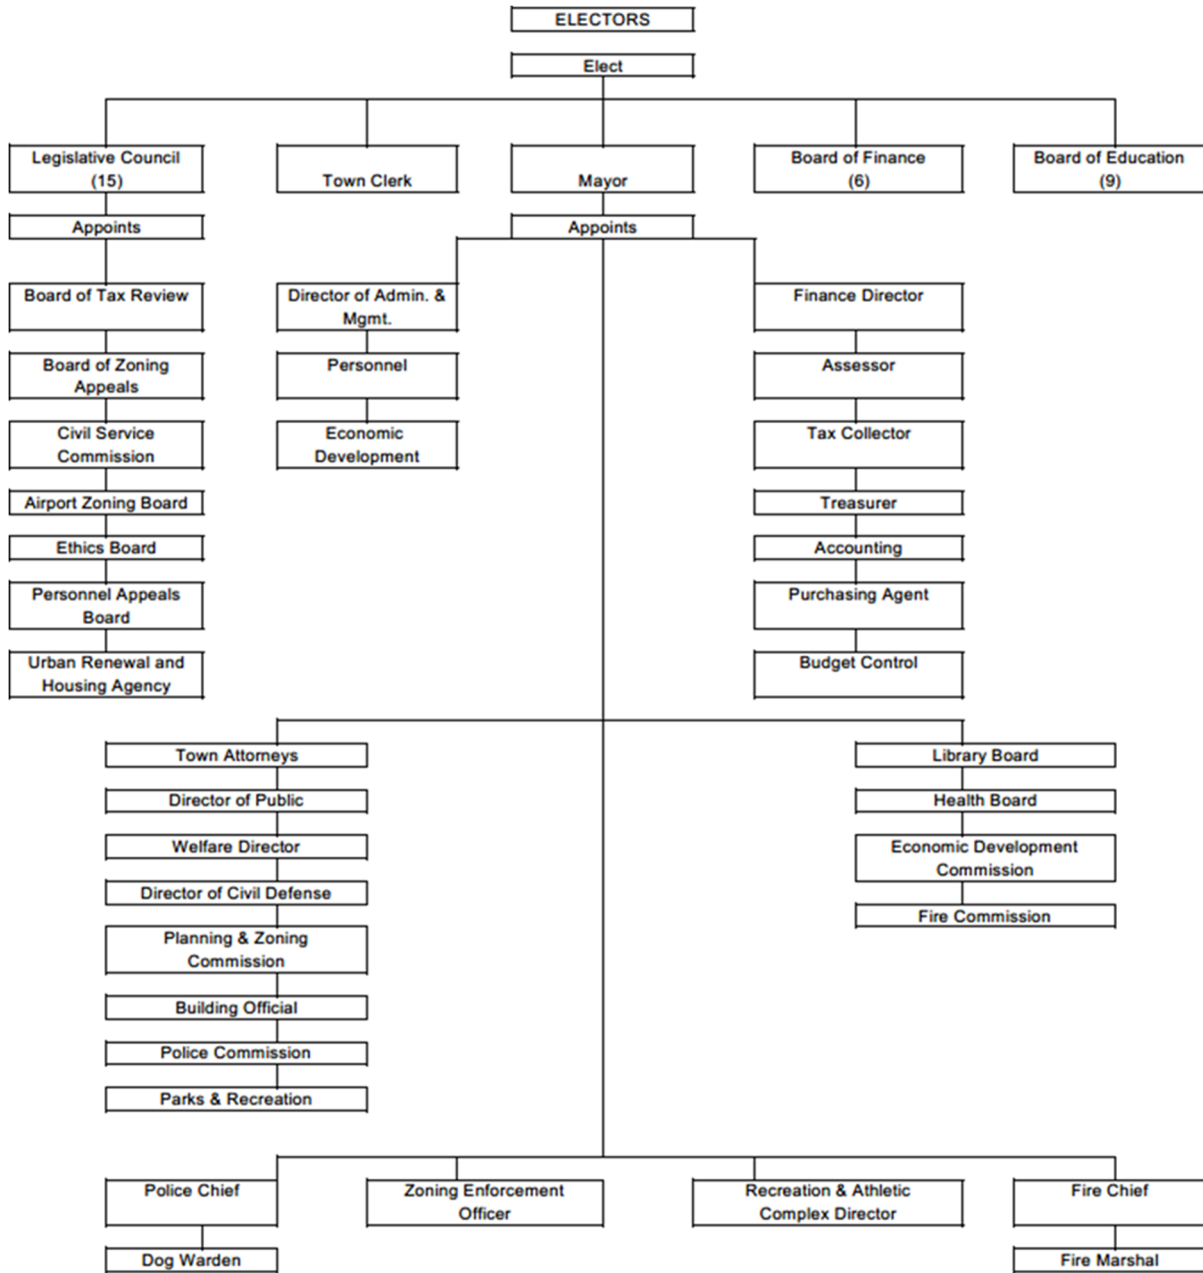 ELECTORS
Elect
Legislative Council
(15)
Town Clerk
Mayor
Board of Finance
(6)
Board of Education
(9)
Appoints
Appoints
Board of Tax Review
Director of Admin. &
Mgmt.
Finance Director
Board of Zoning
Appeals
Personnel
Assessor
Civil Service
Commission
Economic
Development
Tax Collector
Airport Zoning Board
Treasurer
Ethics Board
Accounting
Personnel Appeals
Board
Purchasing Agent
Urban Renewal and
Housing Agency
Budget Control
Town Attorneys
Library Board
Director of Public
Health Board
Welfare Director
Economic Development
Commission
Director of Civil Defense
Fire Commission
Planning & Zoning
Commission
Building Official
Police Commission
Parks & Recreation
Police Chief
Zoning Enforcement
Officer
Recreation & Athletic
Complex Director
Fire Chief
Dog Warden
Fire Marshal